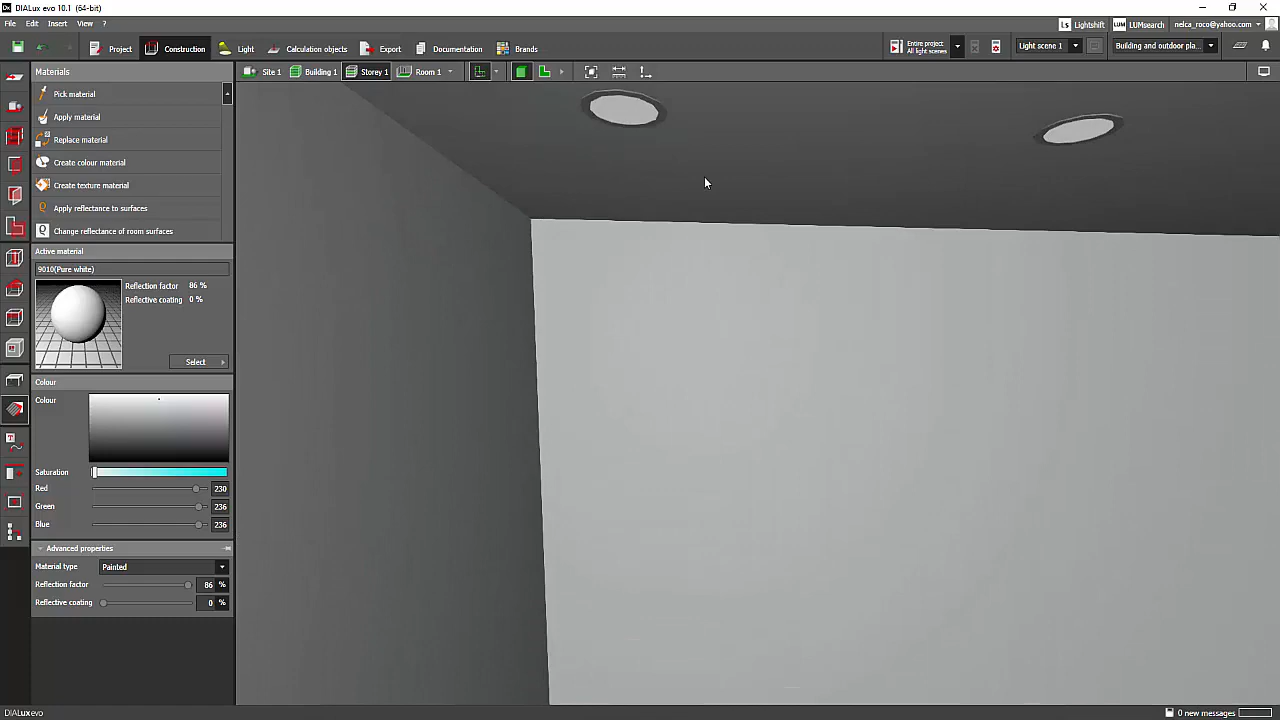 DIALux evo 10.1 (64-bit)
File Edit Insert View ?
Lightshift LUMsearch nelca_roco@yahoo.com
Project Construction Light Calculation objects Export Documentation Brands
Entire project
All light scenes
Light scene 1
Building and outdoor pla...
Materials
Site 1 Building 1 Storey 1 Room 1
Pick material
Apply material
Replace material
Create colour material
Create texture material
Apply reflectance to surfaces
Change reflectance of room surfaces
Active material
9010(Pure white)
Reflection factor 86 %
Reflective coating 0 %
Select
Colour
Colour
Saturation
Red 230
Green 236
Blue 236
Advanced properties
Material type Painted
Reflection factor 86 %
Reflective coating 0 %
DIALuxevo
0 new messages